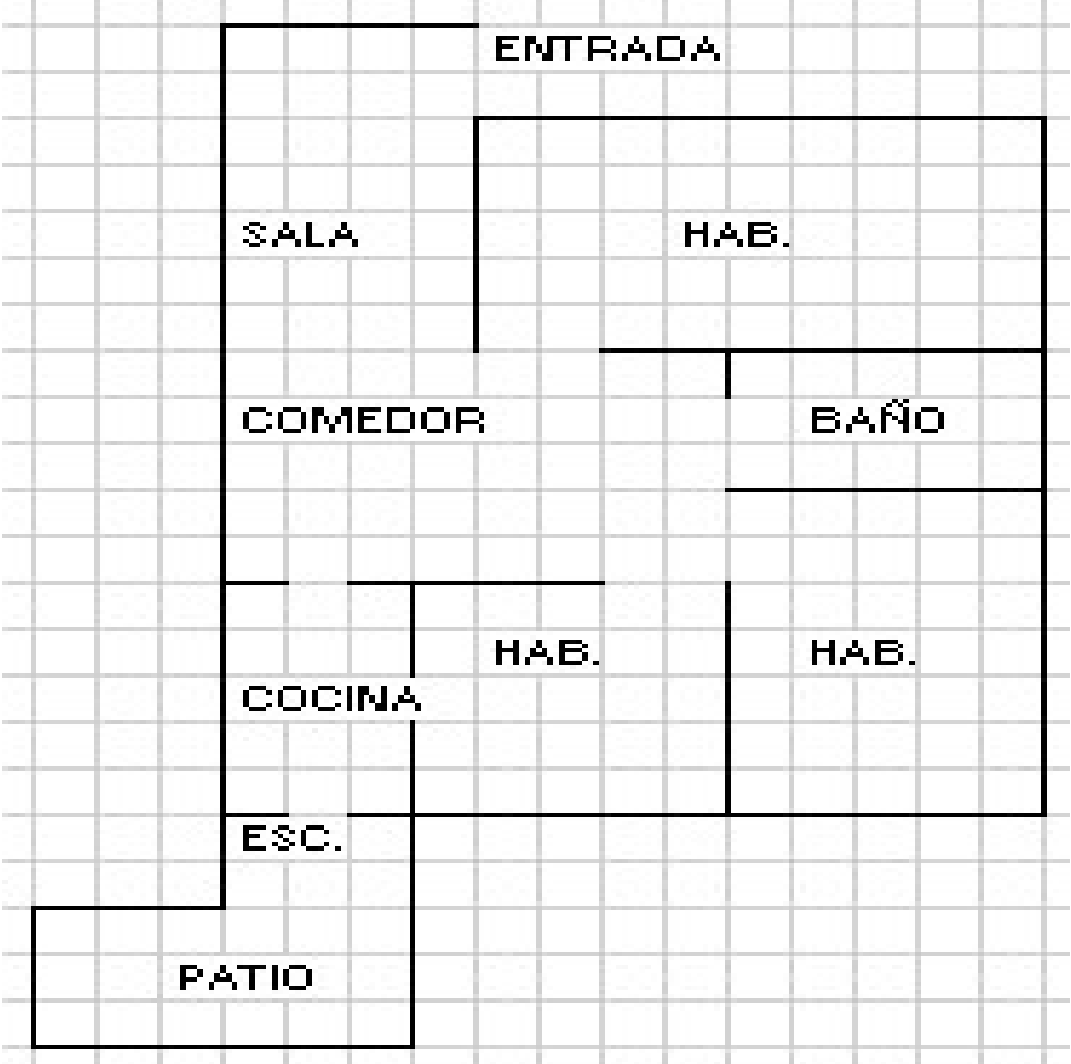 ENTRADA
SALA
HAB.
COMEDOR
BAÑO
HAB.
HAB.
COCINA
ESC.
PATIO